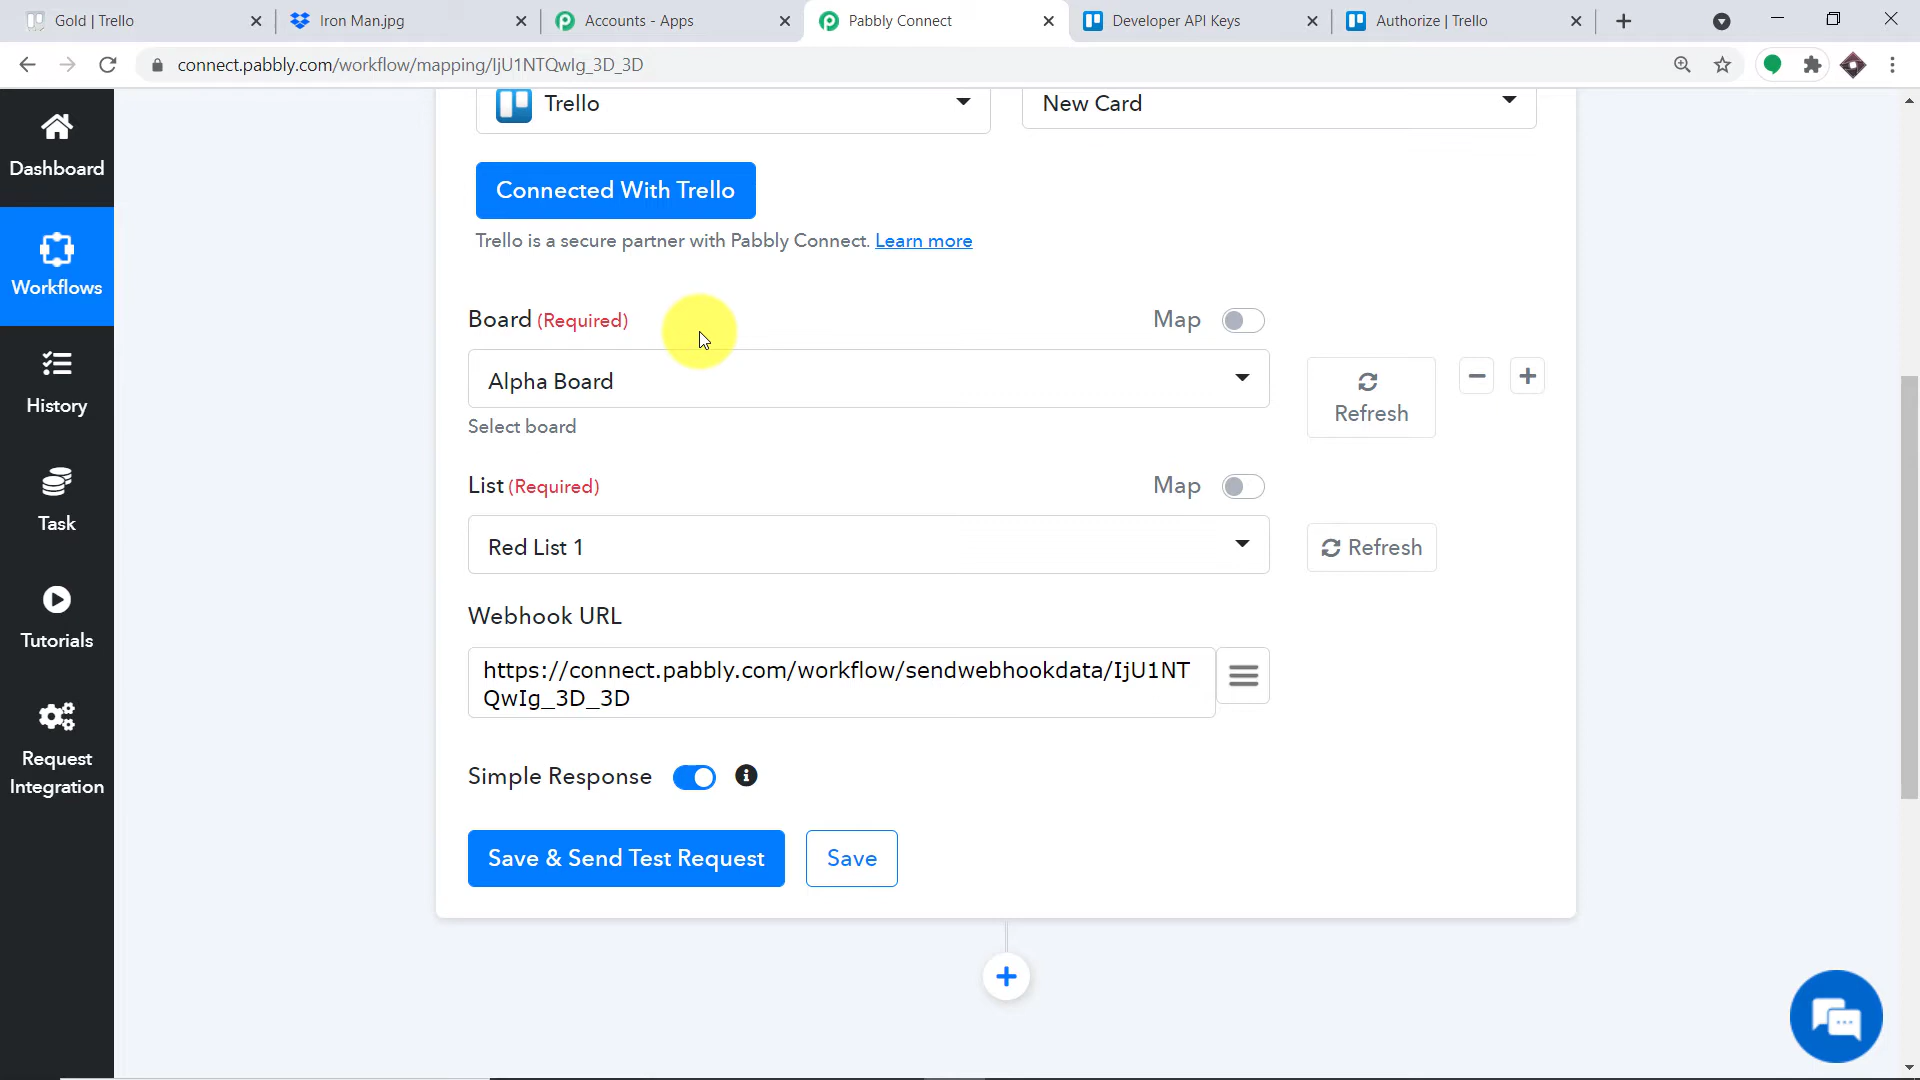 Gold | Trello
Iron Man.jpg
Accounts - Apps
Pabbly Connect
Developer API Keys
Authorize | Trello
connect.pabbly.com/workflow/mapping/IjU1NTQwIg_3D_3D
Dashboard
Workflows
History
Task
Tutorials
Request
Integration
Trello
New Card
Connected With Trello
Trello is a secure partner with Pabbly Connect. Learn more
Board (Required)
Map
Alpha Board
Refresh
Select board
List (Required)
Map
Red List 1
Refresh
Webhook URL
https://connect.pabbly.com/workflow/sendwebhookdata/IjU1NT
QwIg_3D_3D
Simple Response
Save & Send Test Request
Save